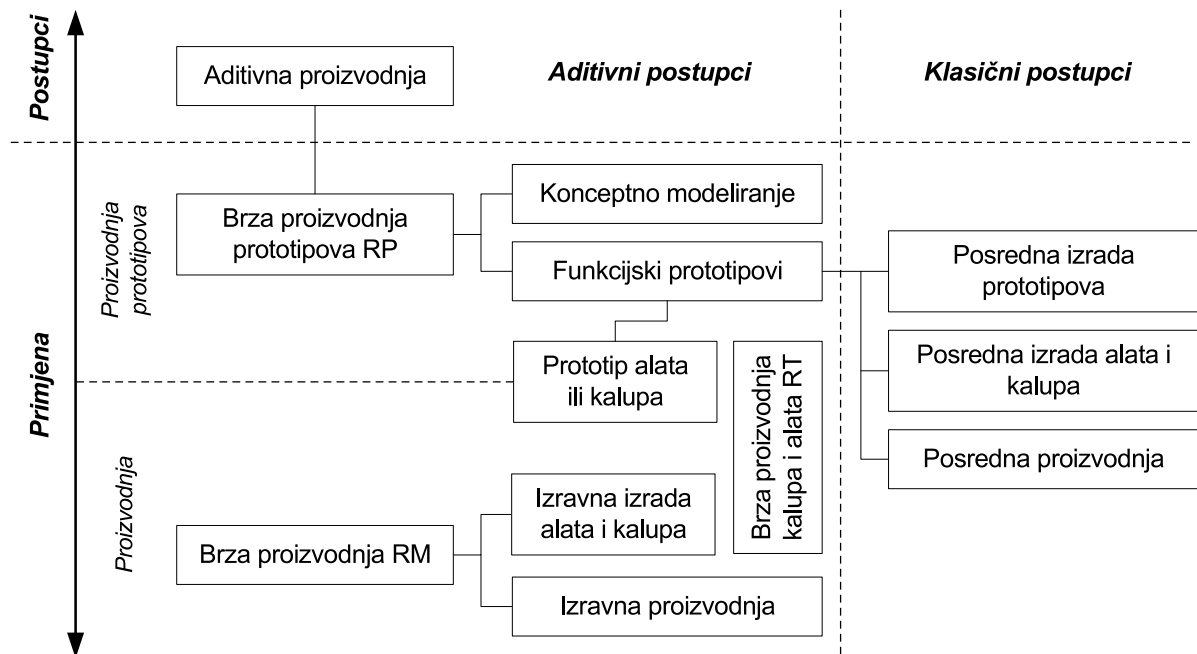 Postupci
Aditivna proizvodnja
Aditivni postupci
Klasični postupci
Primjena
Proizvodnja
prototipova
Brza proizvodnja
prototipova RP
Konceptno modeliranje
Funkcijski prototipovi
Posredna izrada
prototipova
Prototip alata
ili kalupa
Brza proizvodnja
kalupa i alata RT
Posredna izrada alata i
kalupa
Posredna proizvodnja
Proizvodnja
Brza proizvodnja RM
Izravna izrada
alata i kalupa
Izravna proizvodnja